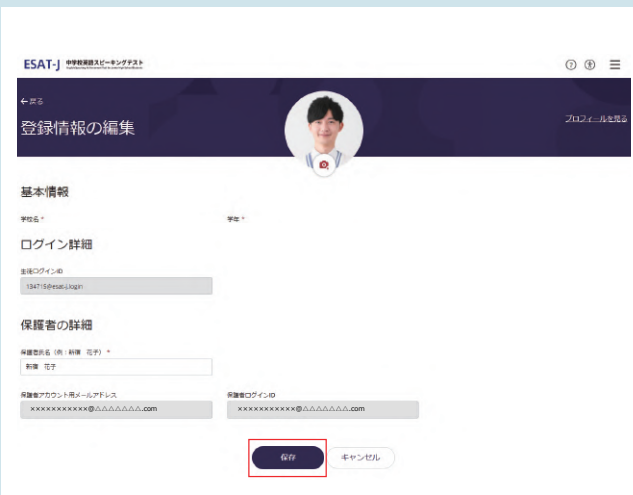 ESAT-J 中学校英語スピーキングテスト
←戻る
登録情報の編集
プロフィールを見る
基本情報
学校名 *
学年 *
ログイン詳細
生徒ログインID
134715@esat-j.login
保護者の詳細
保護者氏名（例：新宿　花子） *
新宿　花子
保護者アカウント用メールアドレス
保護者ログインID
×××××××××××@△△△△△△△.com
×××××××××××@△△△△△△△.com
保存
キャンセル